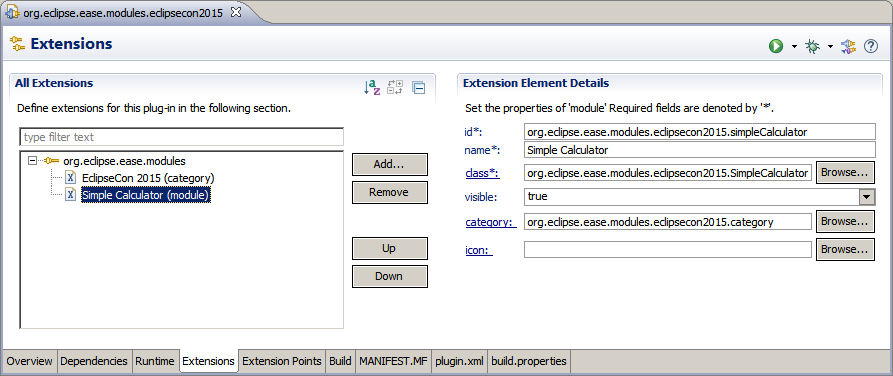 org.eclipse.ease.modules.eclipsecon2015
Extensions
All Extensions
Define extensions for this plug-in in the following section.
type filter text
org.eclipse.ease.modules
EclipseCon 2015 (category)
Simple Calculator (module)
Add...
Remove
Up
Down
Extension Element Details
Set the properties of 'module' Required fields are denoted by '*'.
id*: org.eclipse.ease.modules.eclipsecon2015.simpleCalculator
name*: Simple Calculator
class*: org.eclipse.ease.modules.eclipsecon2015.SimpleCalculator Browse...
visible: true
category: org.eclipse.ease.modules.eclipsecon2015.category Browse...
icon: Browse...
Overview Dependencies Runtime Extensions Extension Points Build MANIFEST.MF plugin.xml build.properties